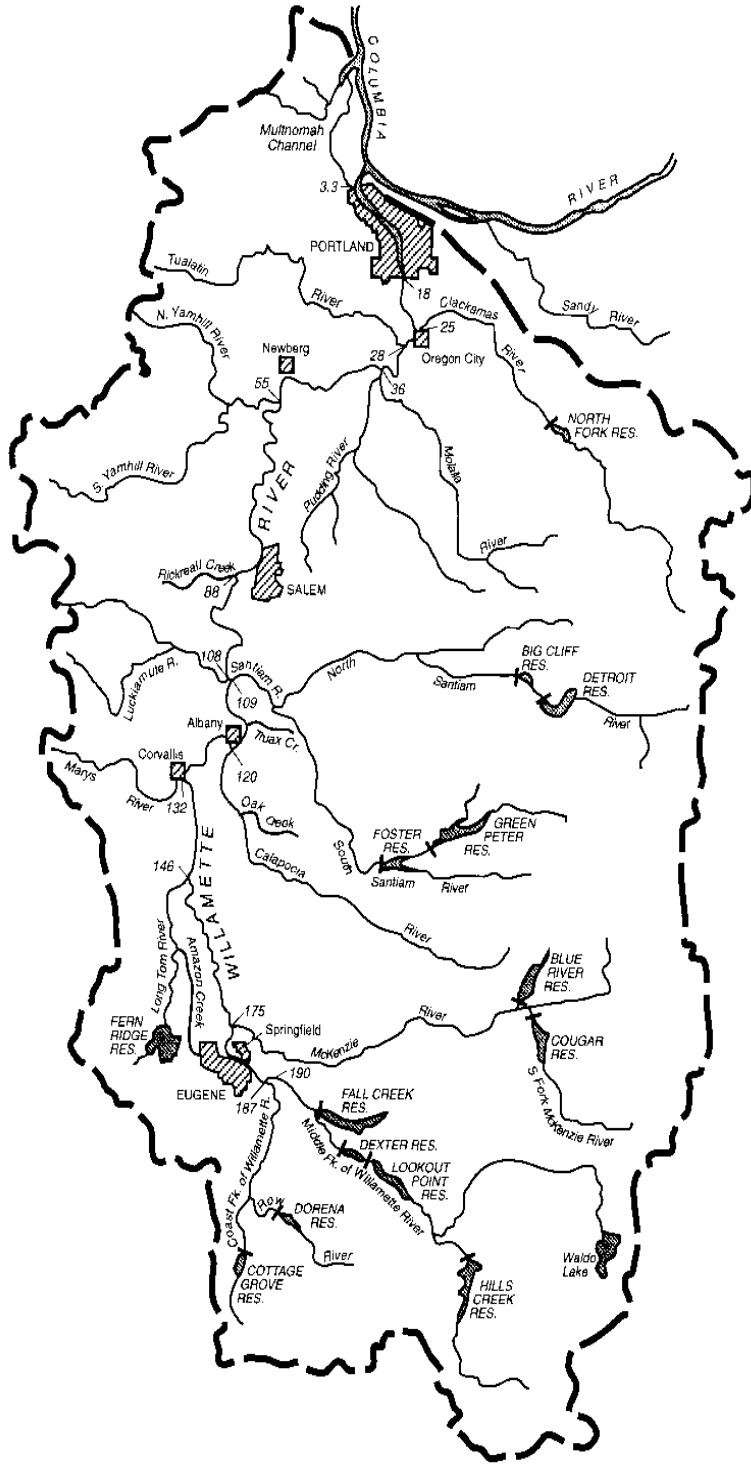 COLUMBIA
RIVER
Multnomah
Channel
3.3
PORTLAND
18
Tualatin
River
Clackamas
River
Sandy River
25
N. Yamhill River
Newberg
28
Oregon City
55
36
NORTH
FORK RES.
S. Yamhill River
Pudding River
Molalla
River
RIVER
Rickreall Creek
88
SALEM
108
Santiam R.
North
Santiam
River
BIG CLIFF
RES.
DETROIT
RES.
Luckiamute R.
109
Albany
Truax Cr.
Corvallis
120
Marys
River
132
Oak
Creek
South
Santiam
River
FOSTER
RES.
GREEN
PETER
RES.
Calapooia
River
146
WILLAMETTE
Long Tom River
Amazon Creek
BLUE
RIVER
RES.
175
Springfield
McKenzie
River
FERN
RIDGE
RES.
COUGAR
RES.
EUGENE
187
190
S Fork McKenzie River
FALL CREEK
RES.
Coast Fk. of Willamette R.
Middle Fk. of Willamette River
DEXTER RES.
LOOKOUT
POINT
RES.
Row
River
DORENA
RES.
Waldo
Lake
COTTAGE
GROVE
RES.
HILLS
CREEK
RES.